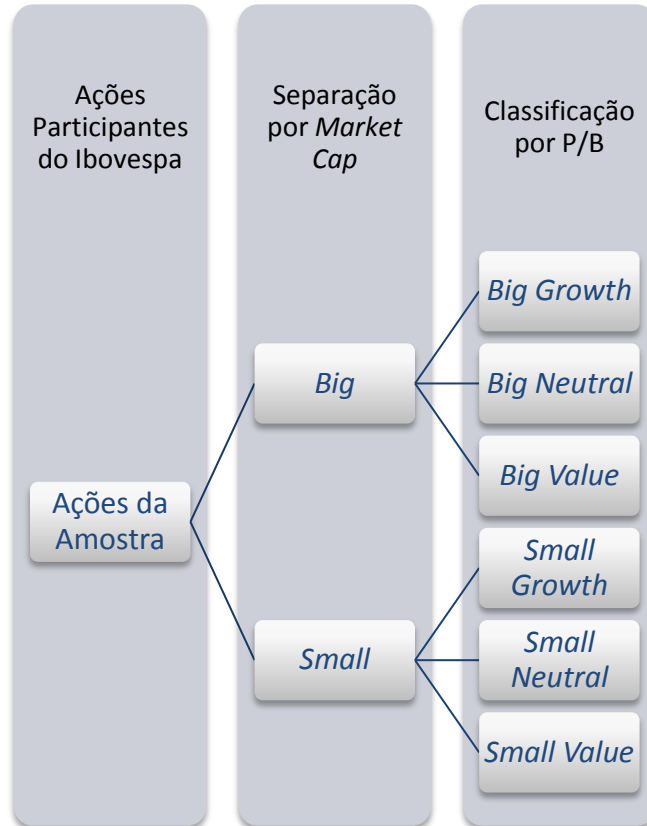 Ações
Participantes
do Ibovespa
Separação
por Market
Cap
Classificação
por P/B
Ações da
Amostra
Big
Small
Big Growth
Big Neutral
Big Value
Small
Growth
Small
Neutral
Small Value